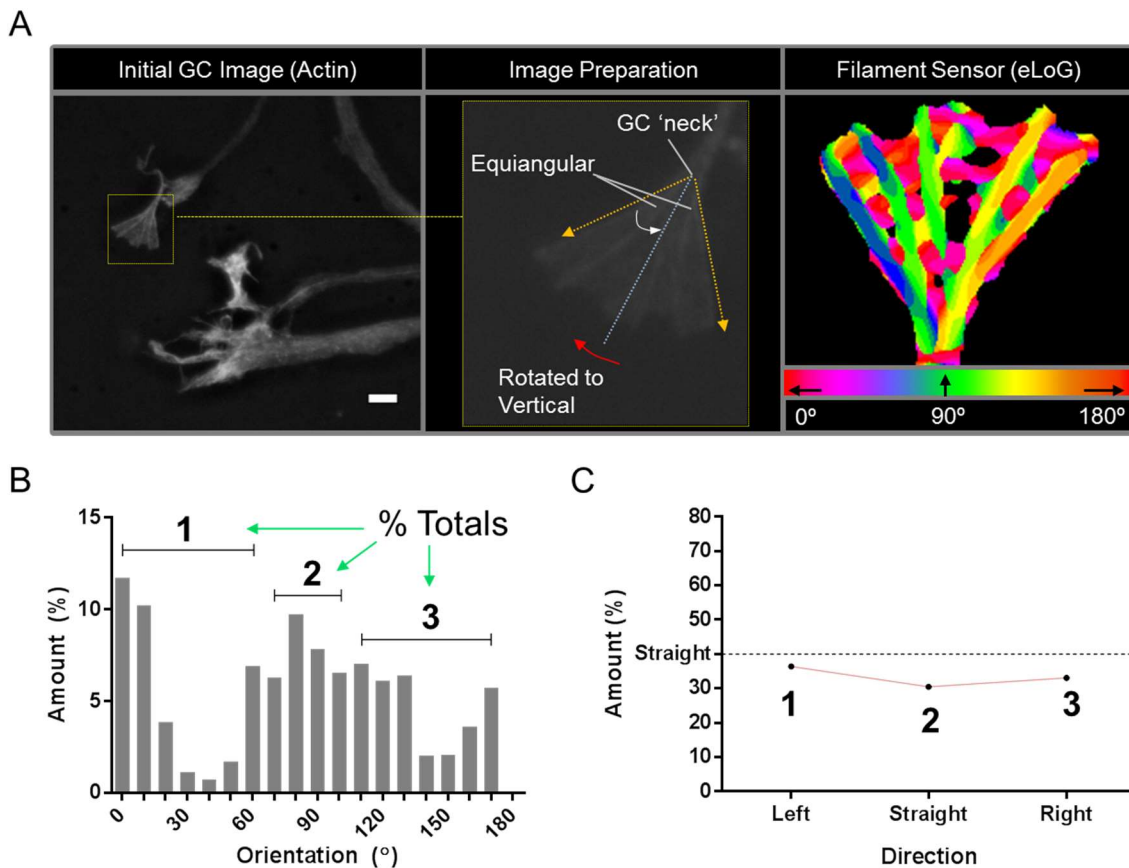 A
Initial GC Image (Actin)
Image Preparation
Filament Sensor (eLoG)
GC ‘neck’
Equiangular
Rotated to
Vertical
0º
90º
180º
B
% Totals
1
2
3
15
10
5
0
Amount (%)
0
30
60
90
120
150
180
Orientation (°)
C
80
70
60
50
Straight
30
20
10
0
Amount (%)
1
2
3
Left
Straight
Right
Direction